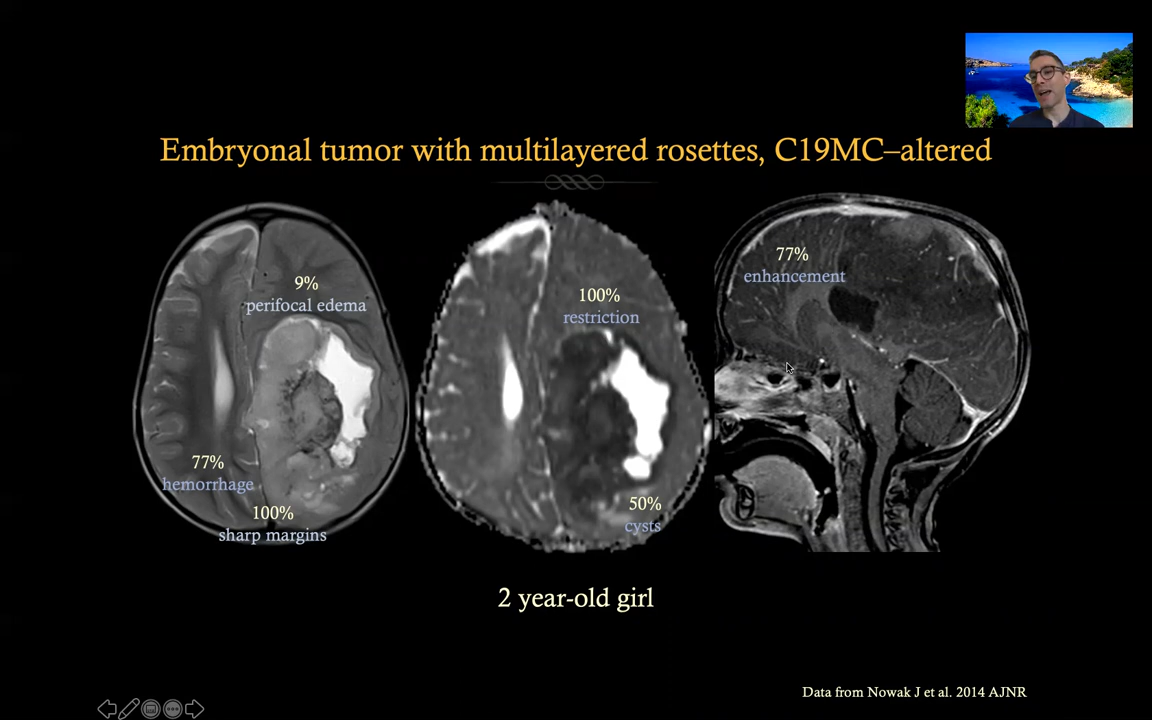 Embryonal tumor with multilayered rosettes, C19MC–altered
9%
perifocal edema
77%
hemorrhage
100%
sharp margins
100%
restriction
50%
cysts
77%
enhancement
2 year-old girl
Data from Nowak J et al. 2014 AJNR